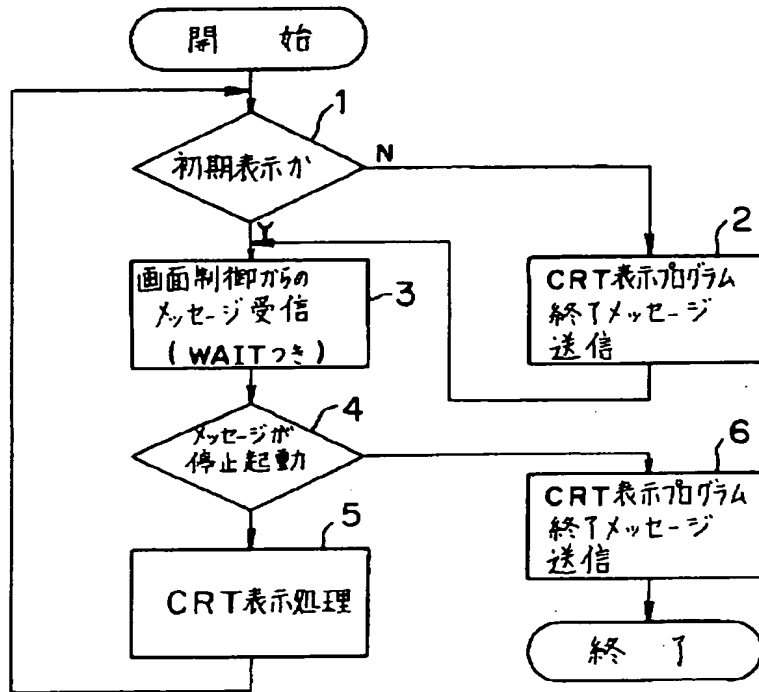 開 始
1
初期表示か
N
Y
2
CRT表示プログラム
終了メッセージ
送信
画面制御からの
メッセージ受信
(WAITつき)
3
4
メッセージが
停止起動
6
CRT表示プログラム
終了メッセージ
送信
5
CRT表示処理
終 了